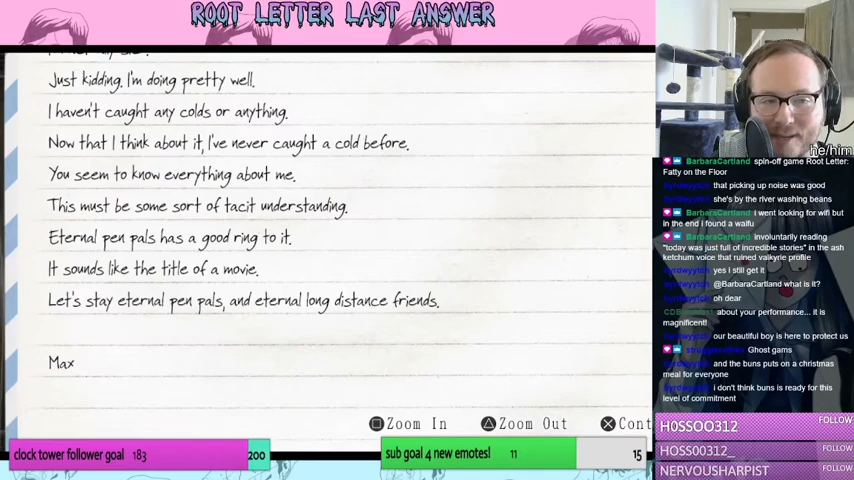 ROOT LETTER LAST ANSWER
Just kidding. I'm doing pretty well.
I haven't caught any colds or anything.
Now that I think about it, I've never caught a cold before.
You seem to know everything about me.
This must be some sort of tacit understanding.
Eternal pen pals has a good ring to it.
It sounds like the title of a movie.
Let's stay eternal pen pals, and eternal long distance friends.
Max
Zoom In
Zoom Out
Cont
clock tower follower goal 183
200
sub goal 4 new emotes! 11
15
he/him
BarbaraCartland spin-off game Root Letter:
Fatty on the Floor
that picking up noise was good
she's by the river washing beans
BarbaraCartland i went looking for wifi but
in the end i found a waifu
BarbaraCartland involuntarily reading
"today was just full of incredible stories" in the ash
ketchum voice that ruined valkyrie profile
yes i still get it
@BarbaraCartland what is it?
oh dear
about your performance... it is
magnificent!
our beautiful boy is here to protect us
Ghost gams
and the buns puts on a christmas
meal for everyone
i don't think buns is ready for this
level of commitment
H0SSOO312
FOLLOW
HOSS00312_
FOLLOW
NERVOUSHARPIST
FOLLOW